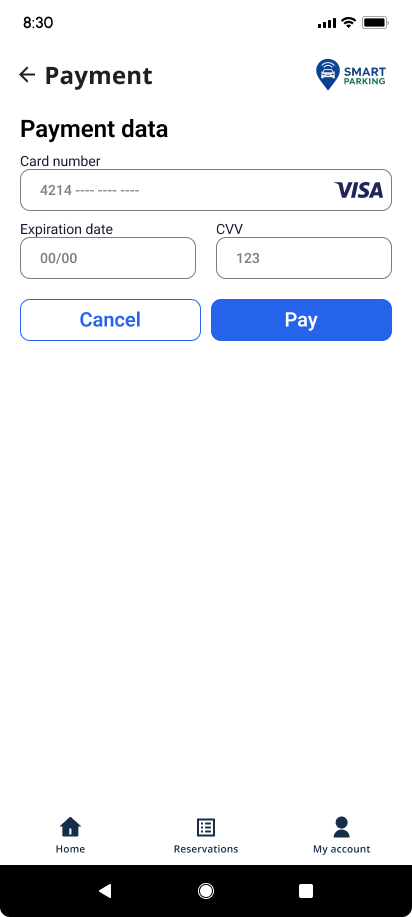 8:30
Payment
SMART
PARKING
Payment data
Card number
4214 ---- ---- ----
VISA
Expiration date
CVV
00/00
123
Cancel
Pay
Home
Reservations
My account